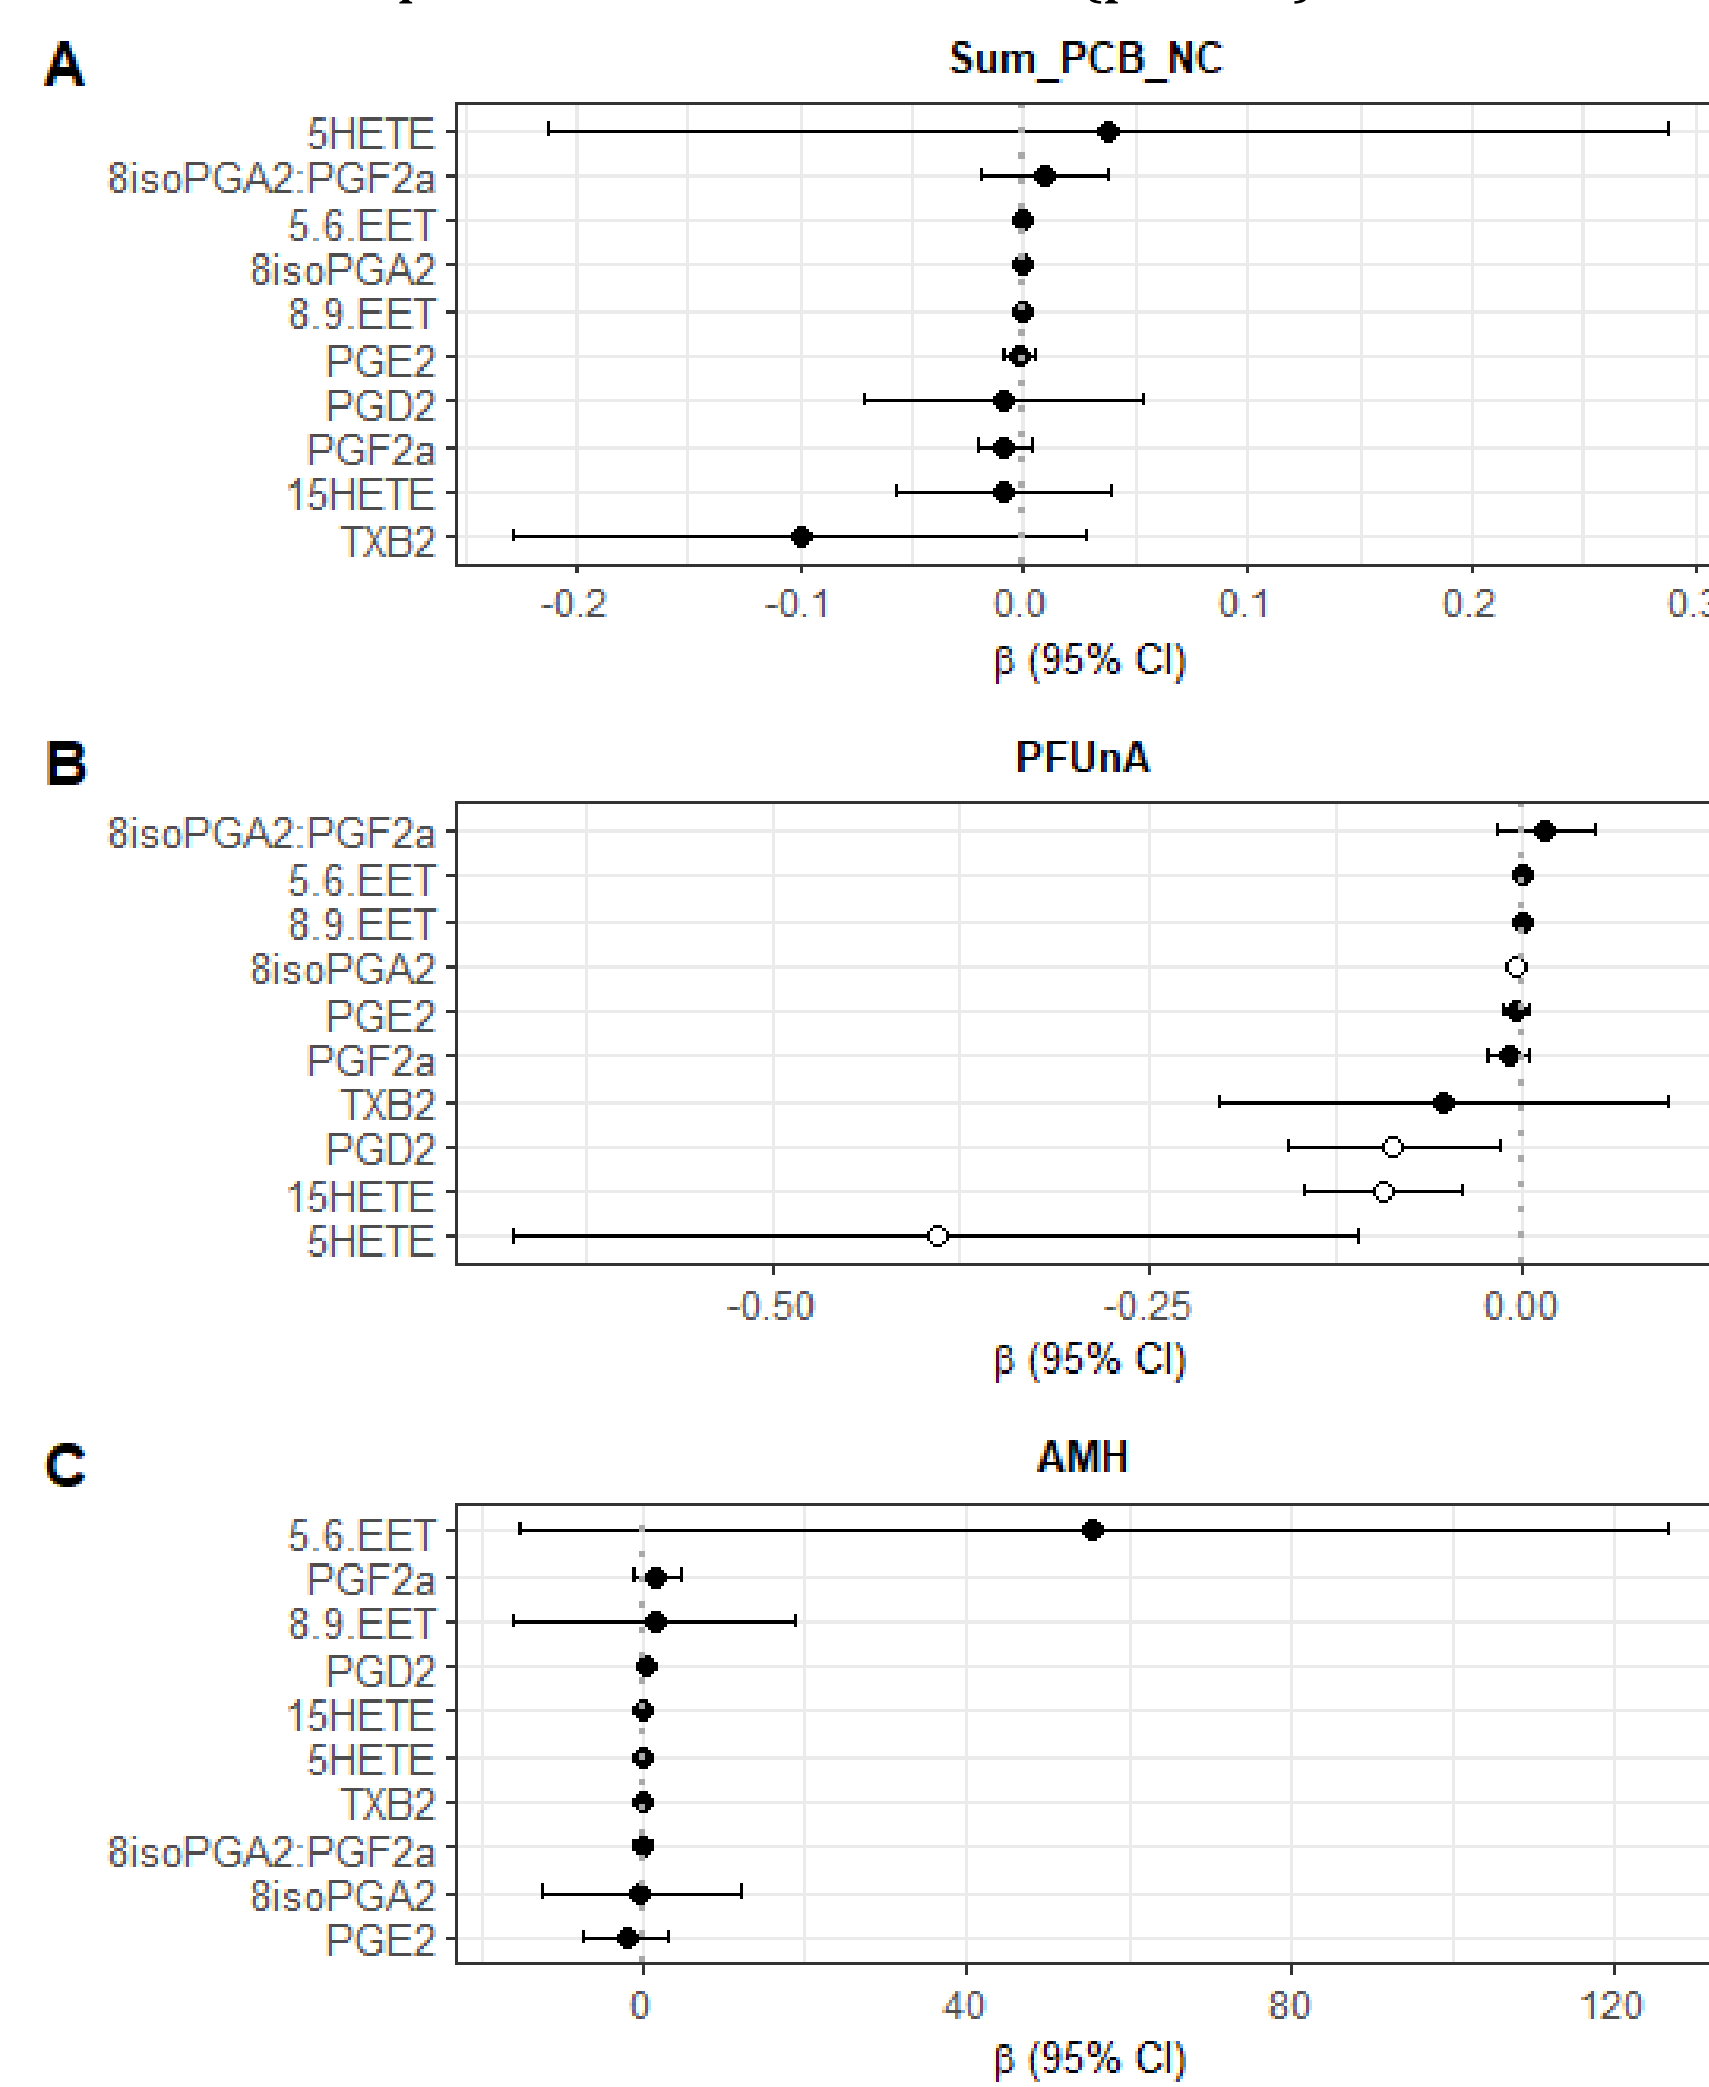 A
Sum_PCB_NC
5HETE
8isoPGA2:PGF2a
5.6.EET
8isoPGA2
8.9.EET
PGE2
PGD2
PGF2a
15HETE
TXB2
-0.2 -0.1 0.0 0.1 0.2
β (95% CI)
B
PFUnA
8isoPGA2:PGF2a
5.6.EET
8.9.EET
8isoPGA2
PGE2
PGF2a
TXB2
PGD2
15HETE
5HETE
-0.50 -0.25 0.00
β (95% CI)
C
AMH
5.6.EET
PGF2a
8.9.EET
PGD2
15HETE
5HETE
TXB2
8isoPGA2:PGF2a
8isoPGA2
PGE2
0 40 80 120
β (95% CI)